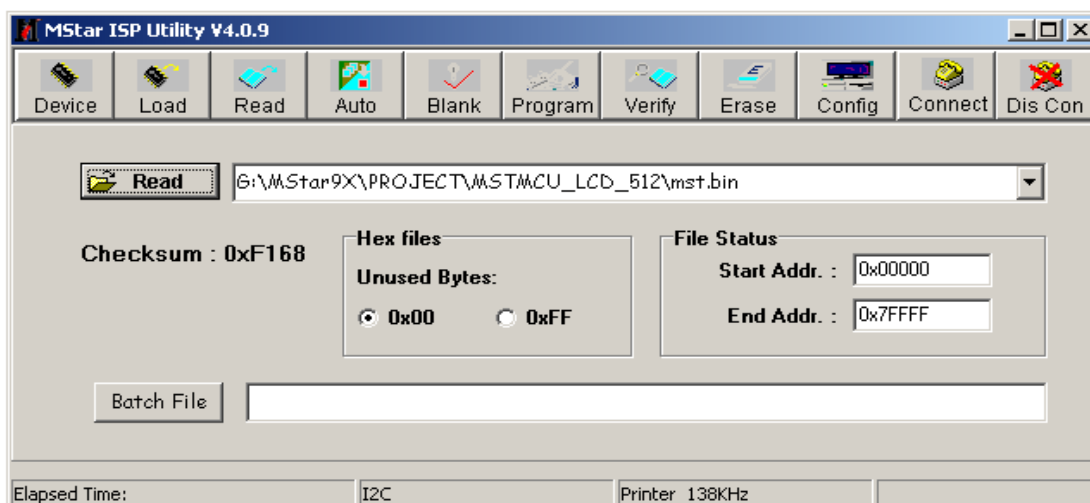 MStar ISP Utility V4.0.9
Device Load Read Auto Blank Program Verify Erase Config Connect Dis Con
Read G:\MStar9X\PROJECT\MSTMCU_LCD_512\mst.bin
Checksum : 0xF168
Hex files
Unused Bytes:
0x00 0xFF
File Status
Start Addr. : 0x00000
End Addr. : 0x7FFFF
Batch File
Elapsed Time: I2C Printer 138KHz